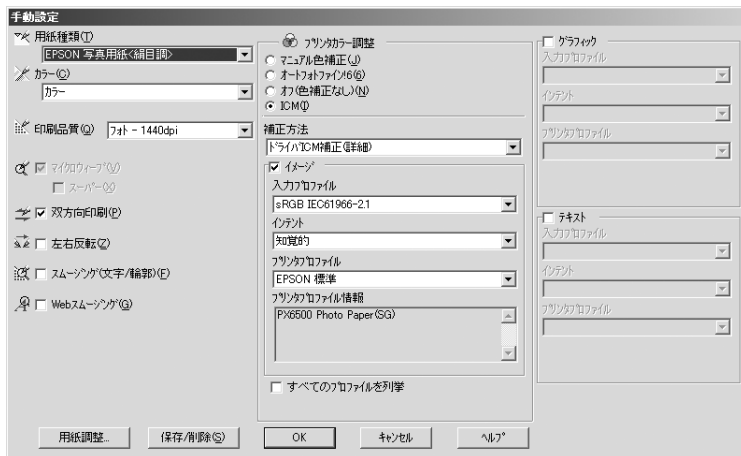 手動設定
用紙種類(T)
EPSON 写真用紙<絹目調>
カラー(C)
カラー
印刷品質(Q)
フォト - 1440dpi
マイクロウィーブ(V)
スーパー(X)
双方向印刷(P)
左右反転(Z)
スムージング(文字/輪郭)(F)
Webスムージング(G)
用紙調整...
保存/削除(S)
プリンタカラー調整
マニュアル色補正(J)
オートフォトファイン!6(6)
オフ(色補正なし)(N)
ICM(I)
補正方法
ドライバICM補正(詳細)
イメージ
入力プロファイル
sRGB IEC61966-2.1
インテント
知覚的
プリンタプロファイル
EPSON 標準
プリンタプロファイル情報
PX6500 Photo Paper(SG)
すべてのプロファイルを列挙
OK
キャンセル
ヘルプ
グラフィック
入力プロファイル
インテント
プリンタプロファイル
テキスト
入力プロファイル
インテント
プリンタプロファイル